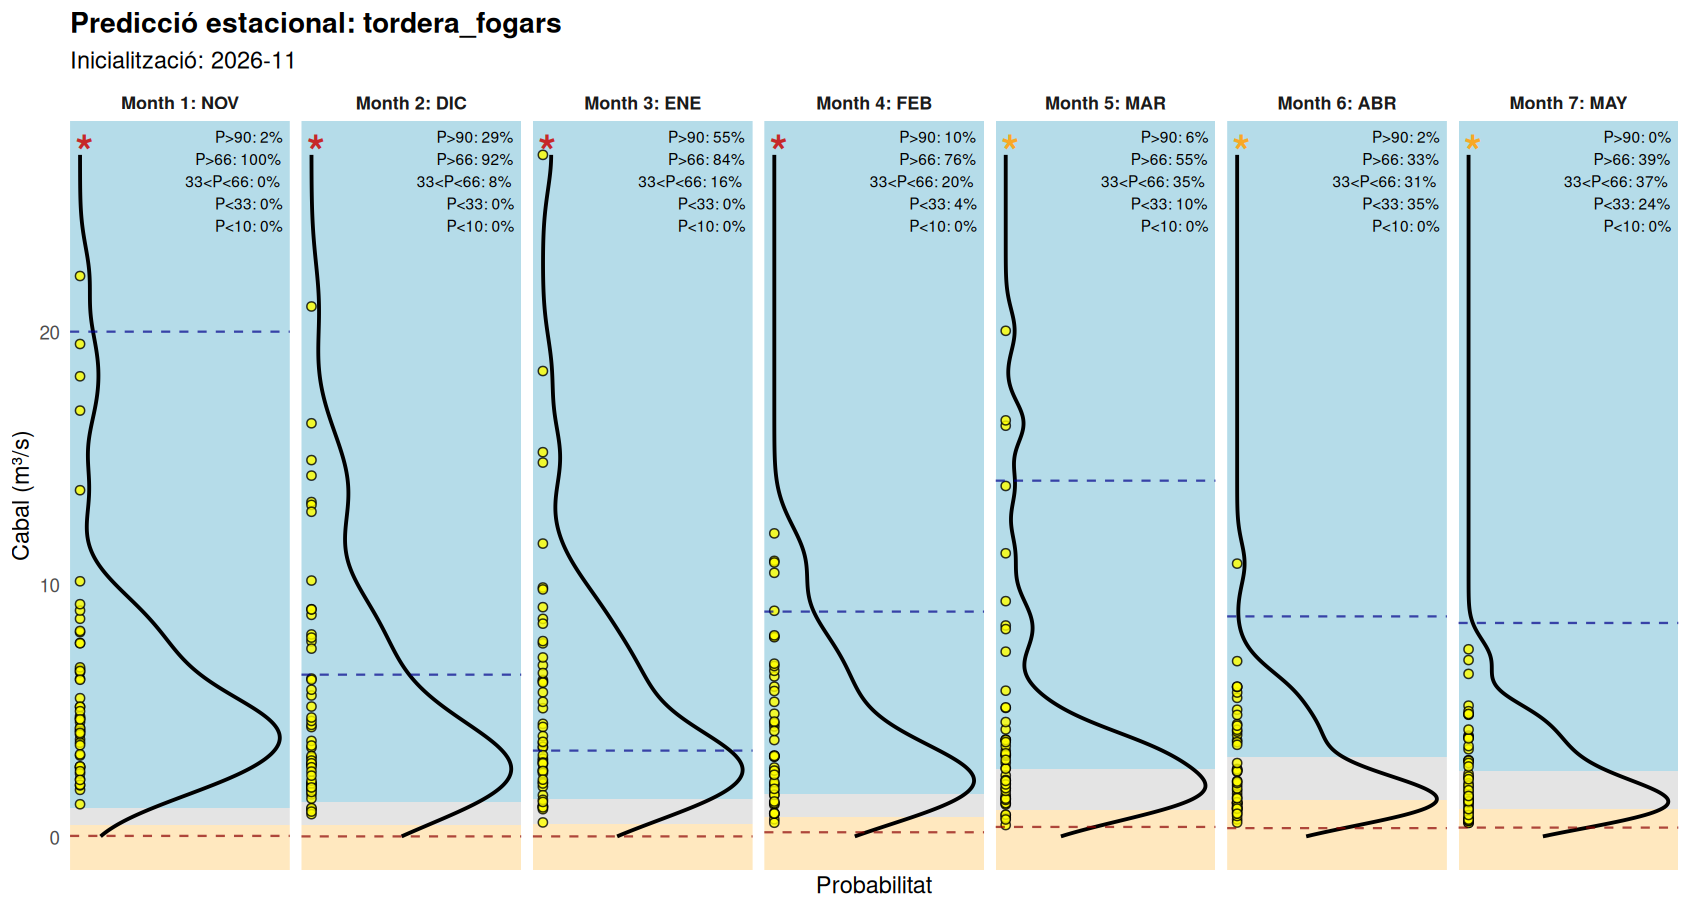 Predicció estacional: tordera_fogars
Inicialització: 2026-11
Month 1: NOV
Month 2: DIC
Month 3: ENE
Month 4: FEB
Month 5: MAR
Month 6: ABR
Month 7: MAY
P>90: 2%
P>66: 100%
33<P<66: 0%
P<33: 0%
P<10: 0%
P>90: 29%
P>66: 92%
33<P<66: 8%
P<33: 0%
P<10: 0%
P>90: 55%
P>66: 84%
33<P<66: 16%
P<33: 0%
P<10: 0%
P>90: 10%
P>66: 76%
33<P<66: 20%
P<33: 4%
P<10: 0%
P>90: 6%
P>66: 55%
33<P<66: 35%
P<33: 10%
P<10: 0%
P>90: 2%
P>66: 33%
33<P<66: 31%
P<33: 35%
P<10: 0%
P>90: 0%
P>66: 39%
33<P<66: 37%
P<33: 24%
P<10: 0%
Cabal (m³/s)
20
10
0
Probabilitat